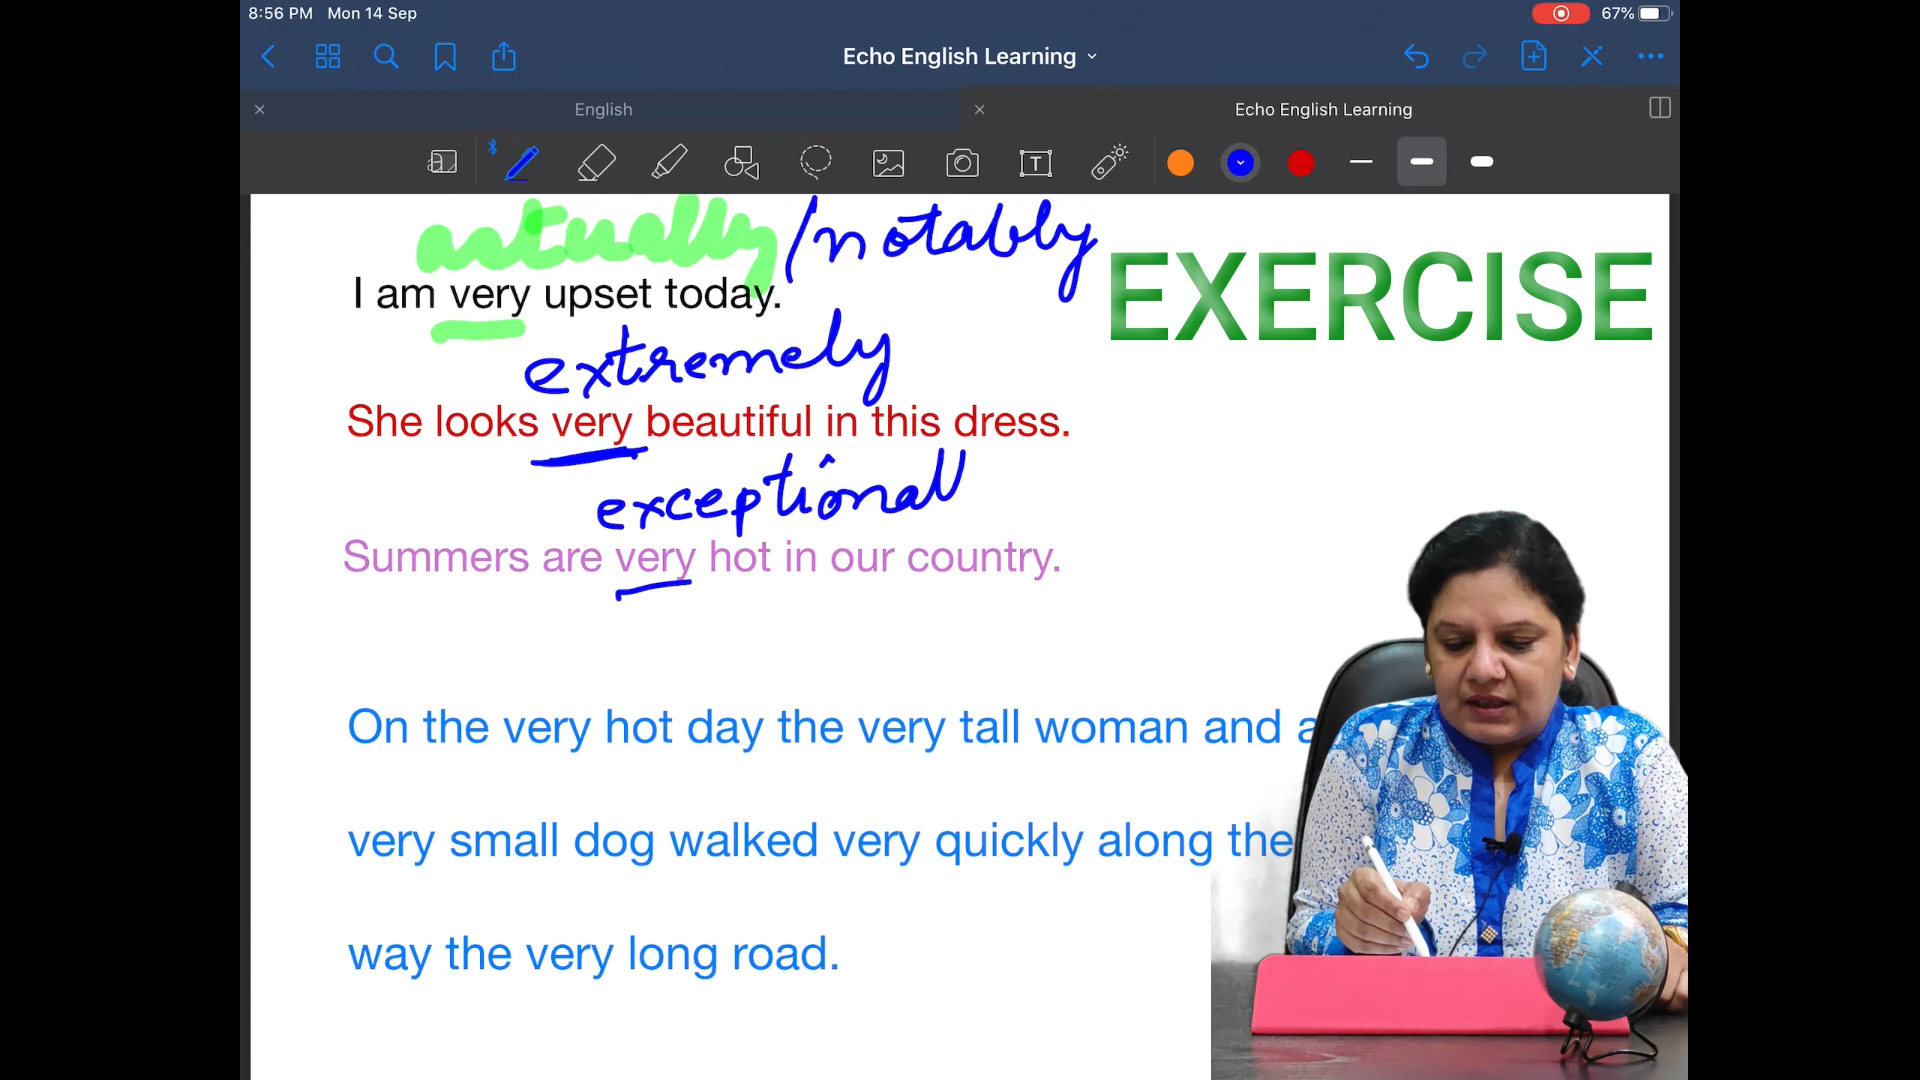 8:56 PM Mon 14 Sep 67%
Echo English Learning
English Echo English Learning
T
actually /notably
EXERCISE
I am very upset today.
extremely
She looks very beautiful in this dress.
exceptional
Summers are very hot in our country.
On the very hot day the very tall woman and a
very small dog walked very quickly along the
way the very long road.